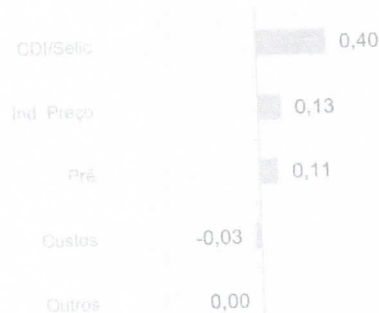 CDI/Selic 0,40
Ind. Preço 0,13
Pré 0,11
Custos -0,03
Outros 0,00